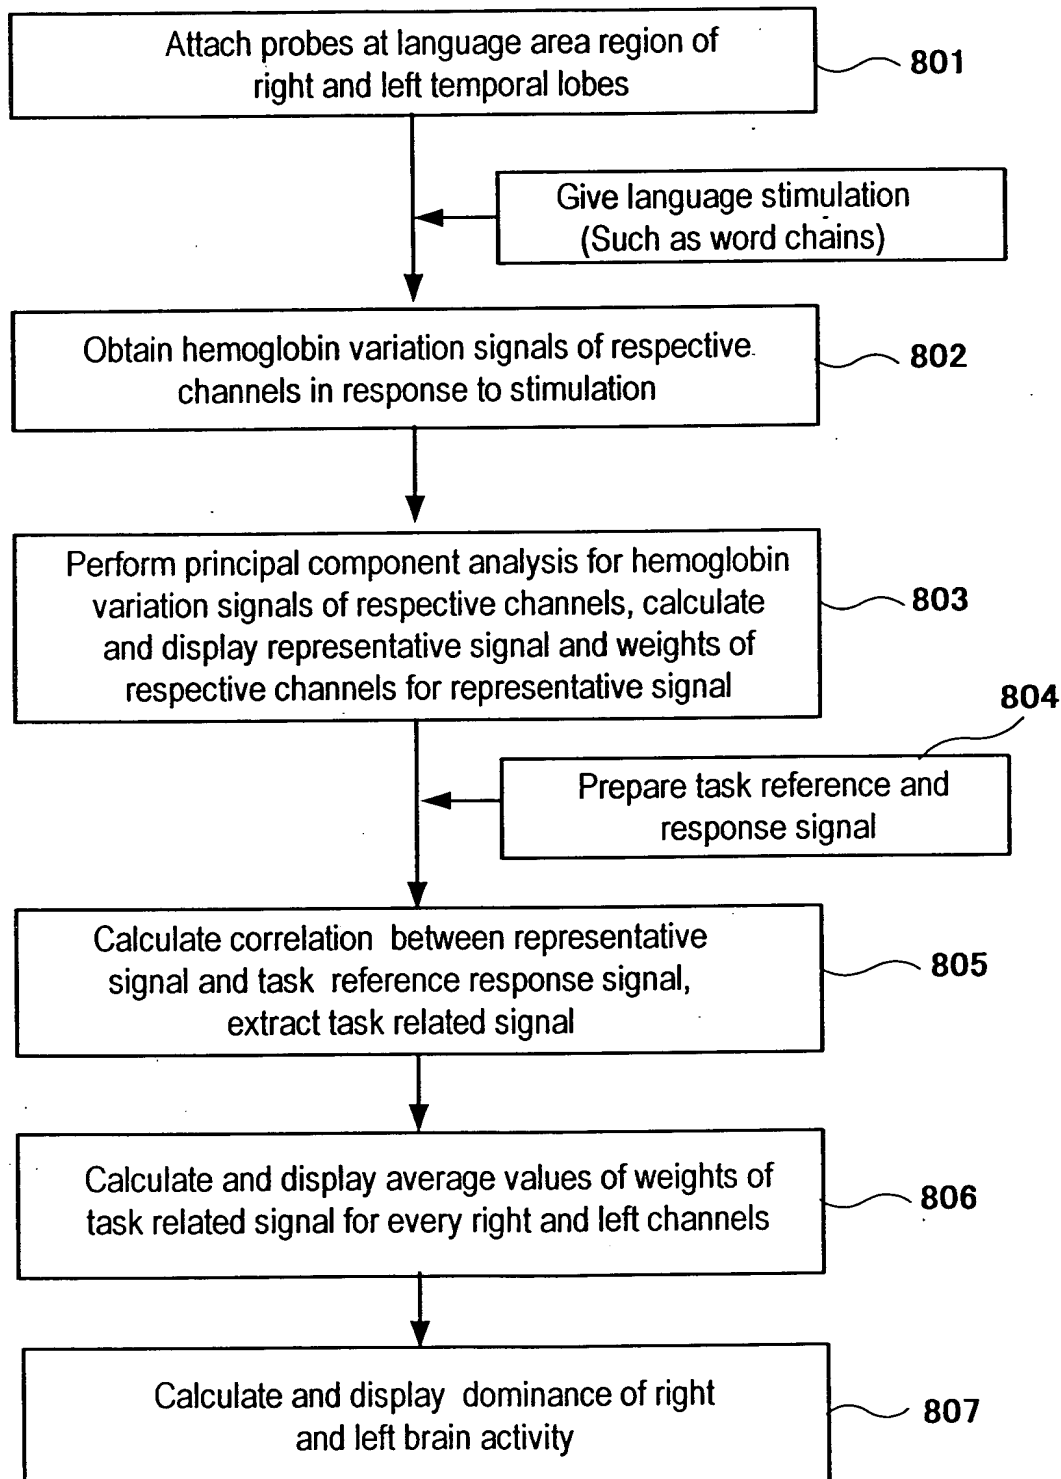 Attach probes at language area region of
right and left temporal lobes
801
Give language stimulation
(Such as word chains)
Obtain hemoglobin variation signals of respective
channels in response to stimulation
802
Perform principal component analysis for hemoglobin
variation signals of respective channels, calculate
and display representative signal and weights of
respective channels for representative signal
803
804
Prepare task reference and
response signal
Calculate correlation between representative
signal and task reference response signal,
extract task related signal
805
Calculate and display average values of weights of
task related signal for every right and left channels
806
Calculate and display dominance of right
and left brain activity
807